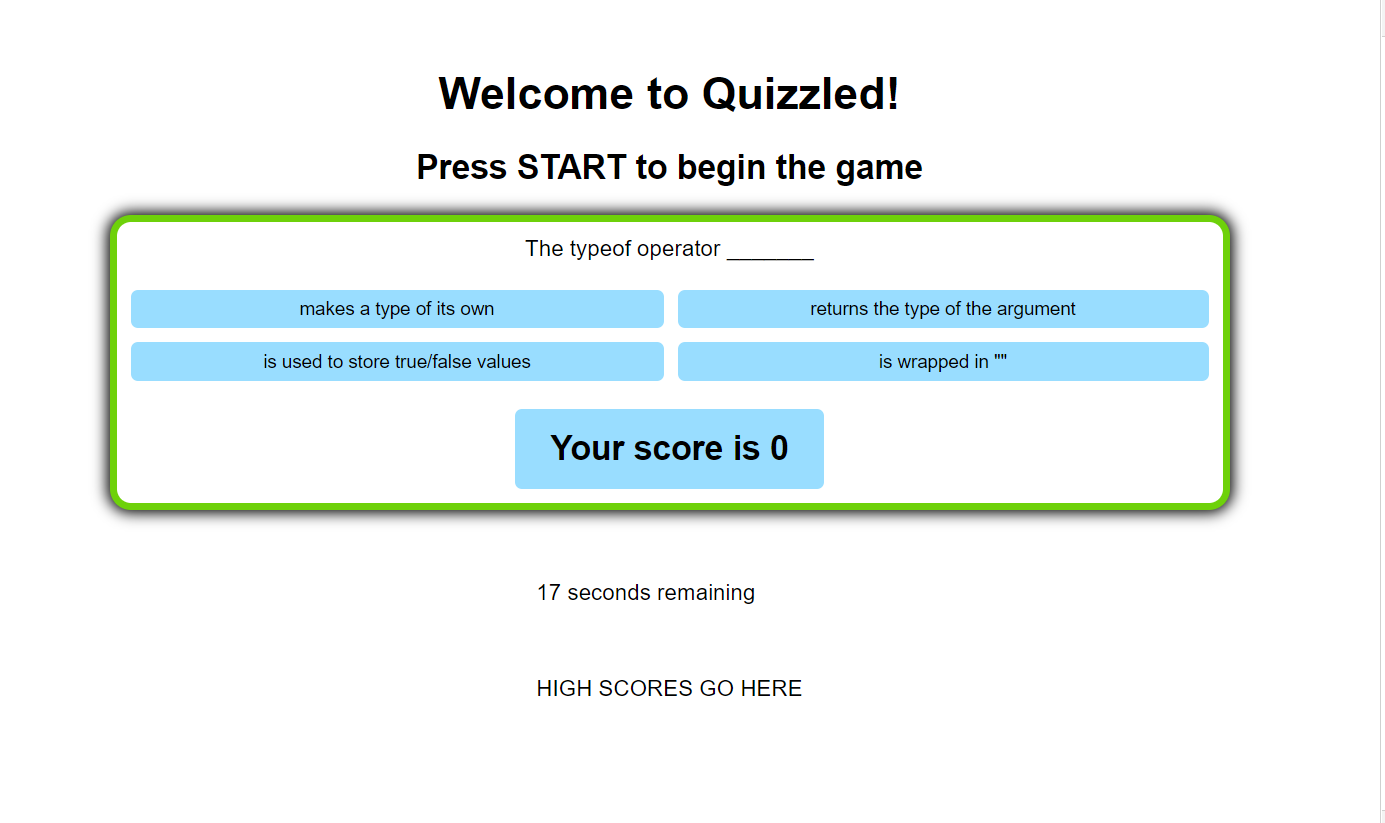 Welcome to Quizzled!
Press START to begin the game
The typeof operator _______
makes a type of its own
returns the type of the argument
is used to store true/false values
is wrapped in ""
Your score is 0
17 seconds remaining
HIGH SCORES GO HERE